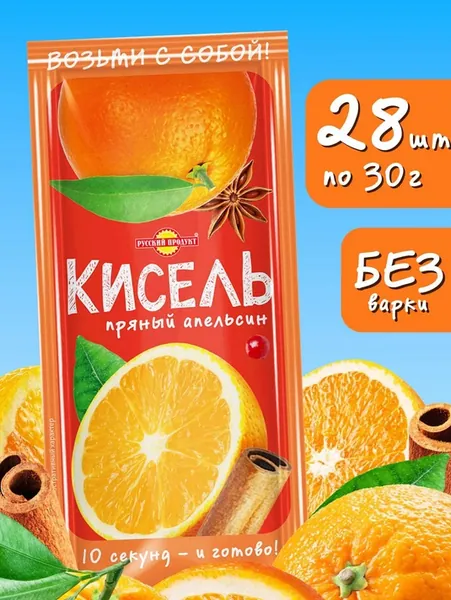 ВОЗЬМИ С СОБОЙ!
28 шт
по 30 г
РУССКИЙ ПРОДУКТ
КИСЕЛЬ
пряный апельсин
БЕЗ
варки
10 секунд – и готово!